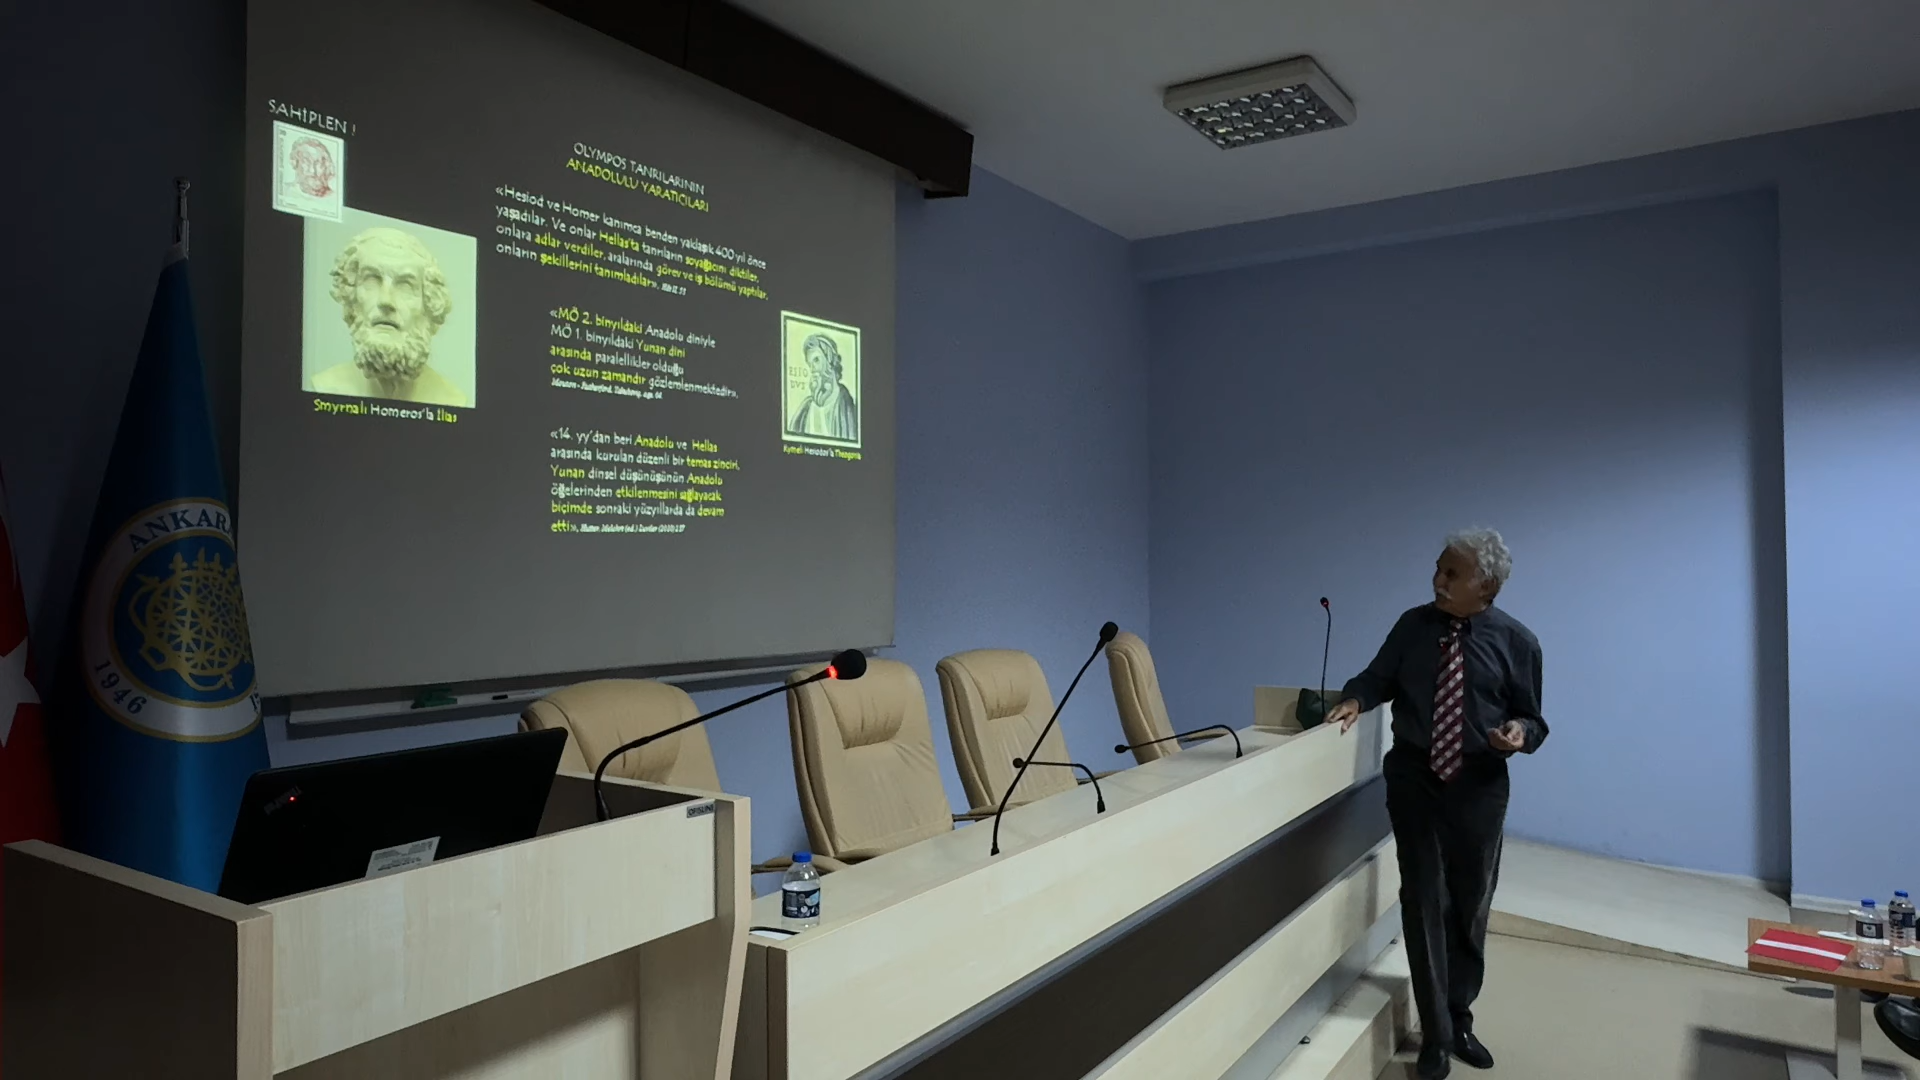 SAHİPLEN !
OLYMPOS TANRILARININ
ANADOLULU YARATICILARI
«Hesiod ve Homer kanımca benden yaklaşık 400 yıl önce
yaşadılar. Ve onlar Hellas'ta tanrıların soyağacını diktiler,
onlara adlar verdiler, aralarında görev ve iş bölümü yaptılar,
onların şekillerini tanımladılar».
Smyrnalı Homeros'la İlias
«MÖ 2. binyıldaki Anadolu diniyle
MÖ 1. binyıldaki Yunan dini
arasında paralellikler olduğu
çok uzun zamandır gözlemlenmektedir»,
«14. yy'dan beri Anadolu ve Hellas
arasında kurulan düzenli bir temas zinciri,
Yunan dinsel düşünüşünün Anadolu
öğelerinden etkilenmesini sağlayacak
biçimde sonraki yüzyıllarda da devam
etti»,
Kymeli Hesiodos'la Theogonia
ANKARA
1946